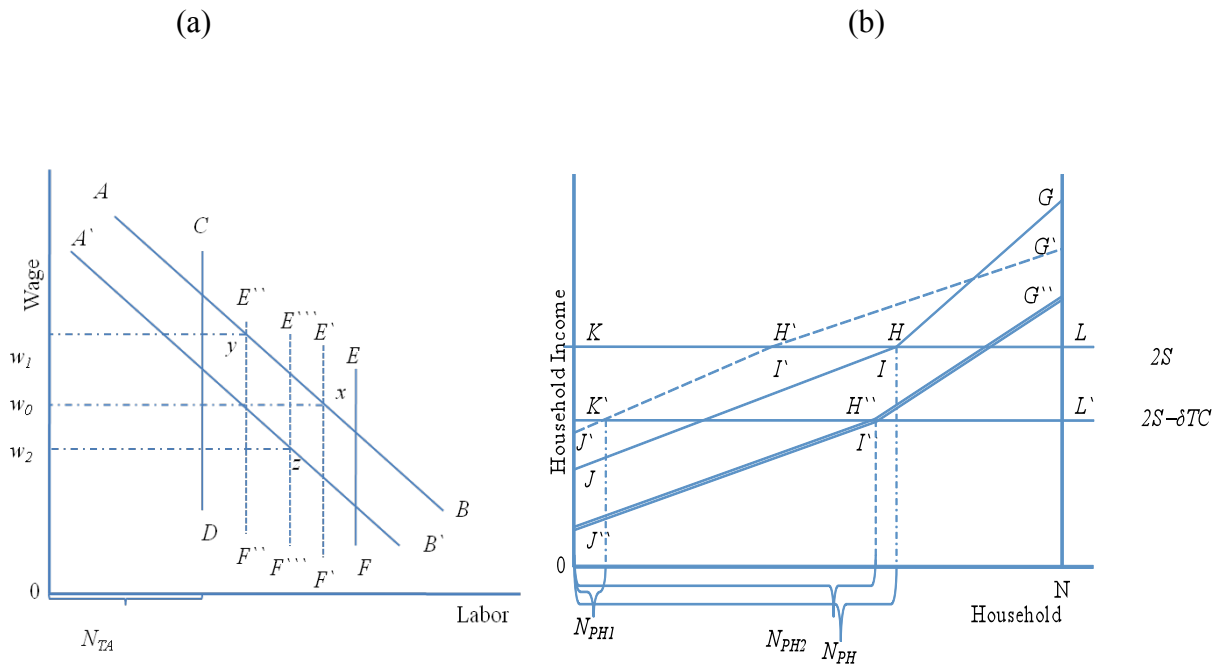 (a)
(b)
A
A`
C
Wage
E``
E```
E`
E
y
x
w1
w0
w2
z
D
F``
F```
F`
F
B
B`
0
Labor
NTA
G
G`
G``
Household Income
K
H`
H
L
2S
I`
I
K`
H``
L`
2S–δTC
J`
I`
J
J``
0
N
Household
NPH1
NPH2
NPH